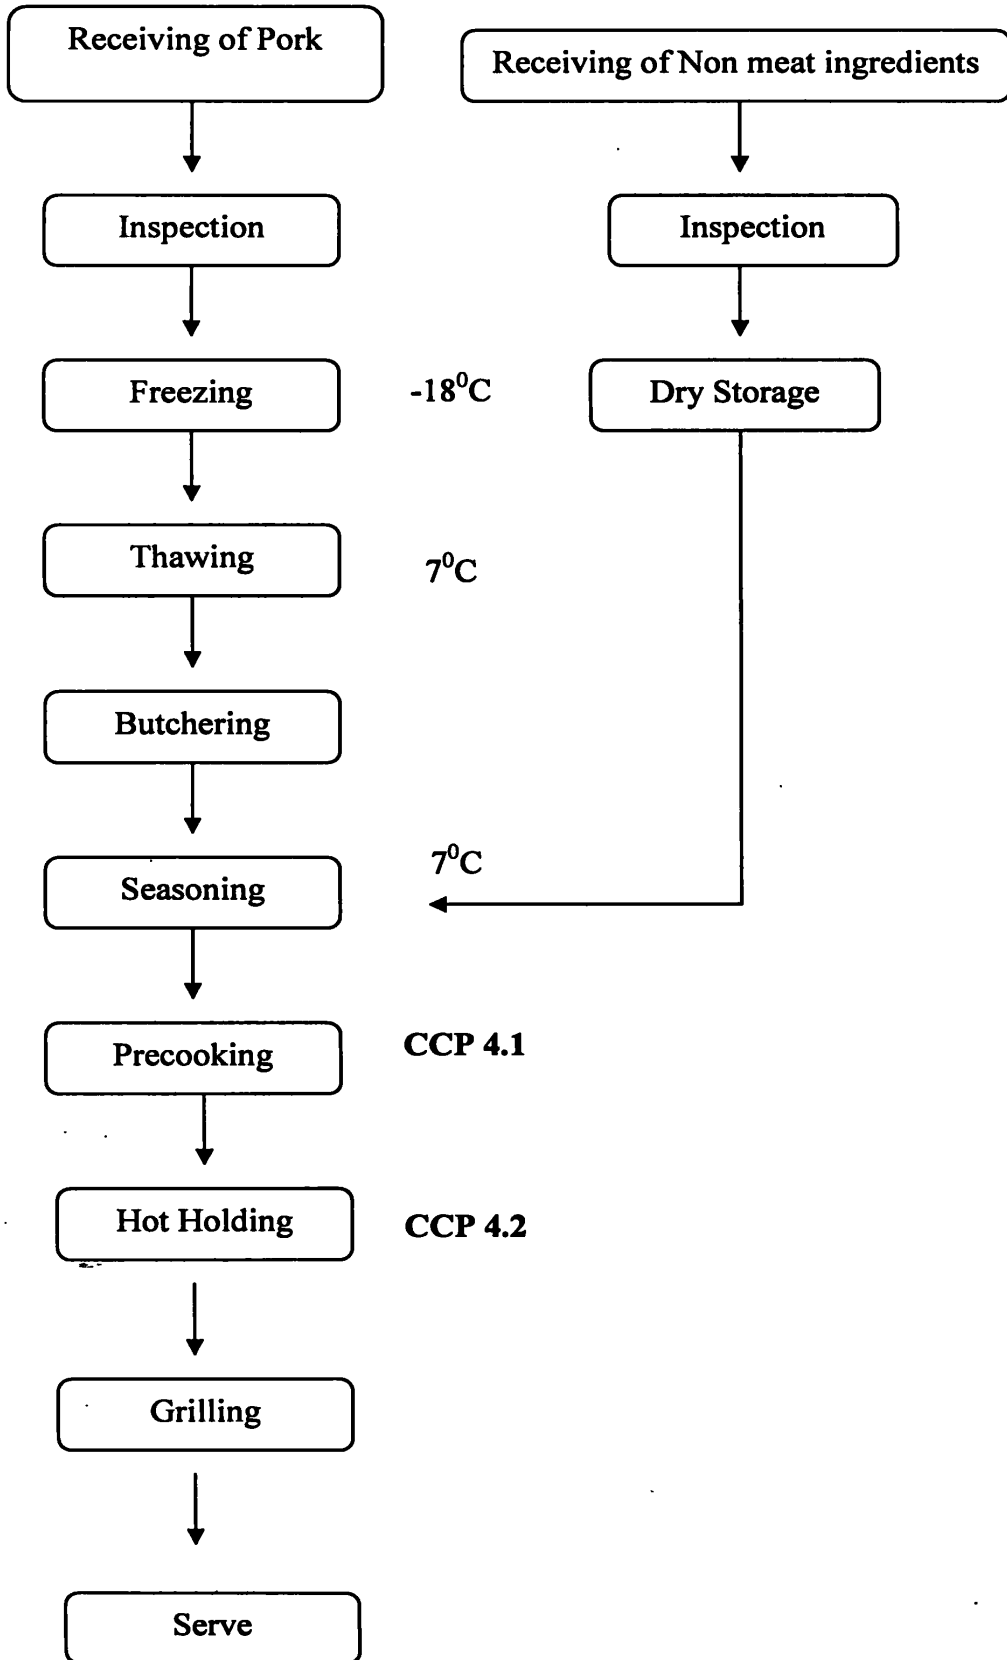 Receiving of Pork
Receiving of Non meat ingredients
Inspection
Inspection
Freezing
-18⁰C
Dry Storage
Thawing
7⁰C
Butchering
Seasoning
7⁰C
Precooking
CCP 4.1
Hot Holding
CCP 4.2
Grilling
Serve